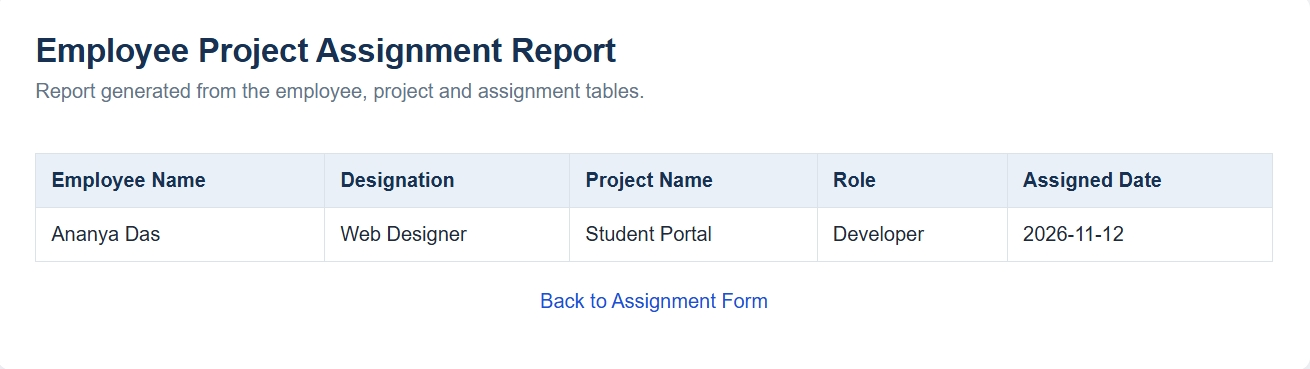 Employee Project Assignment Report
Report generated from the employee, project and assignment tables.
Employee Name Designation Project Name Role Assigned Date
Ananya Das Web Designer Student Portal Developer 2026-11-12
Back to Assignment Form